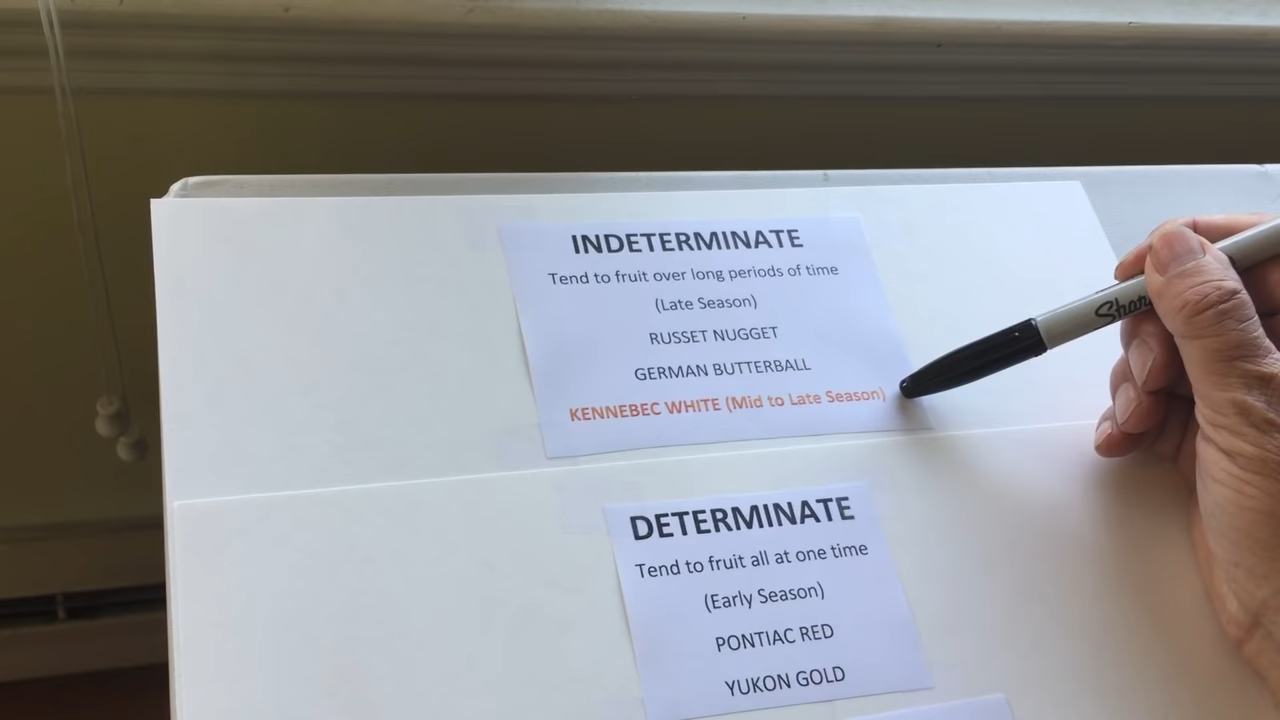 INDETERMINATE
Tend to fruit over long periods of time
(Late Season)
RUSSET NUGGET
GERMAN BUTTERBALL
KENNEBEC WHITE (Mid to Late Season)
DETERMINATE
Tend to fruit all at one time
(Early Season)
PONTIAC RED
YUKON GOLD